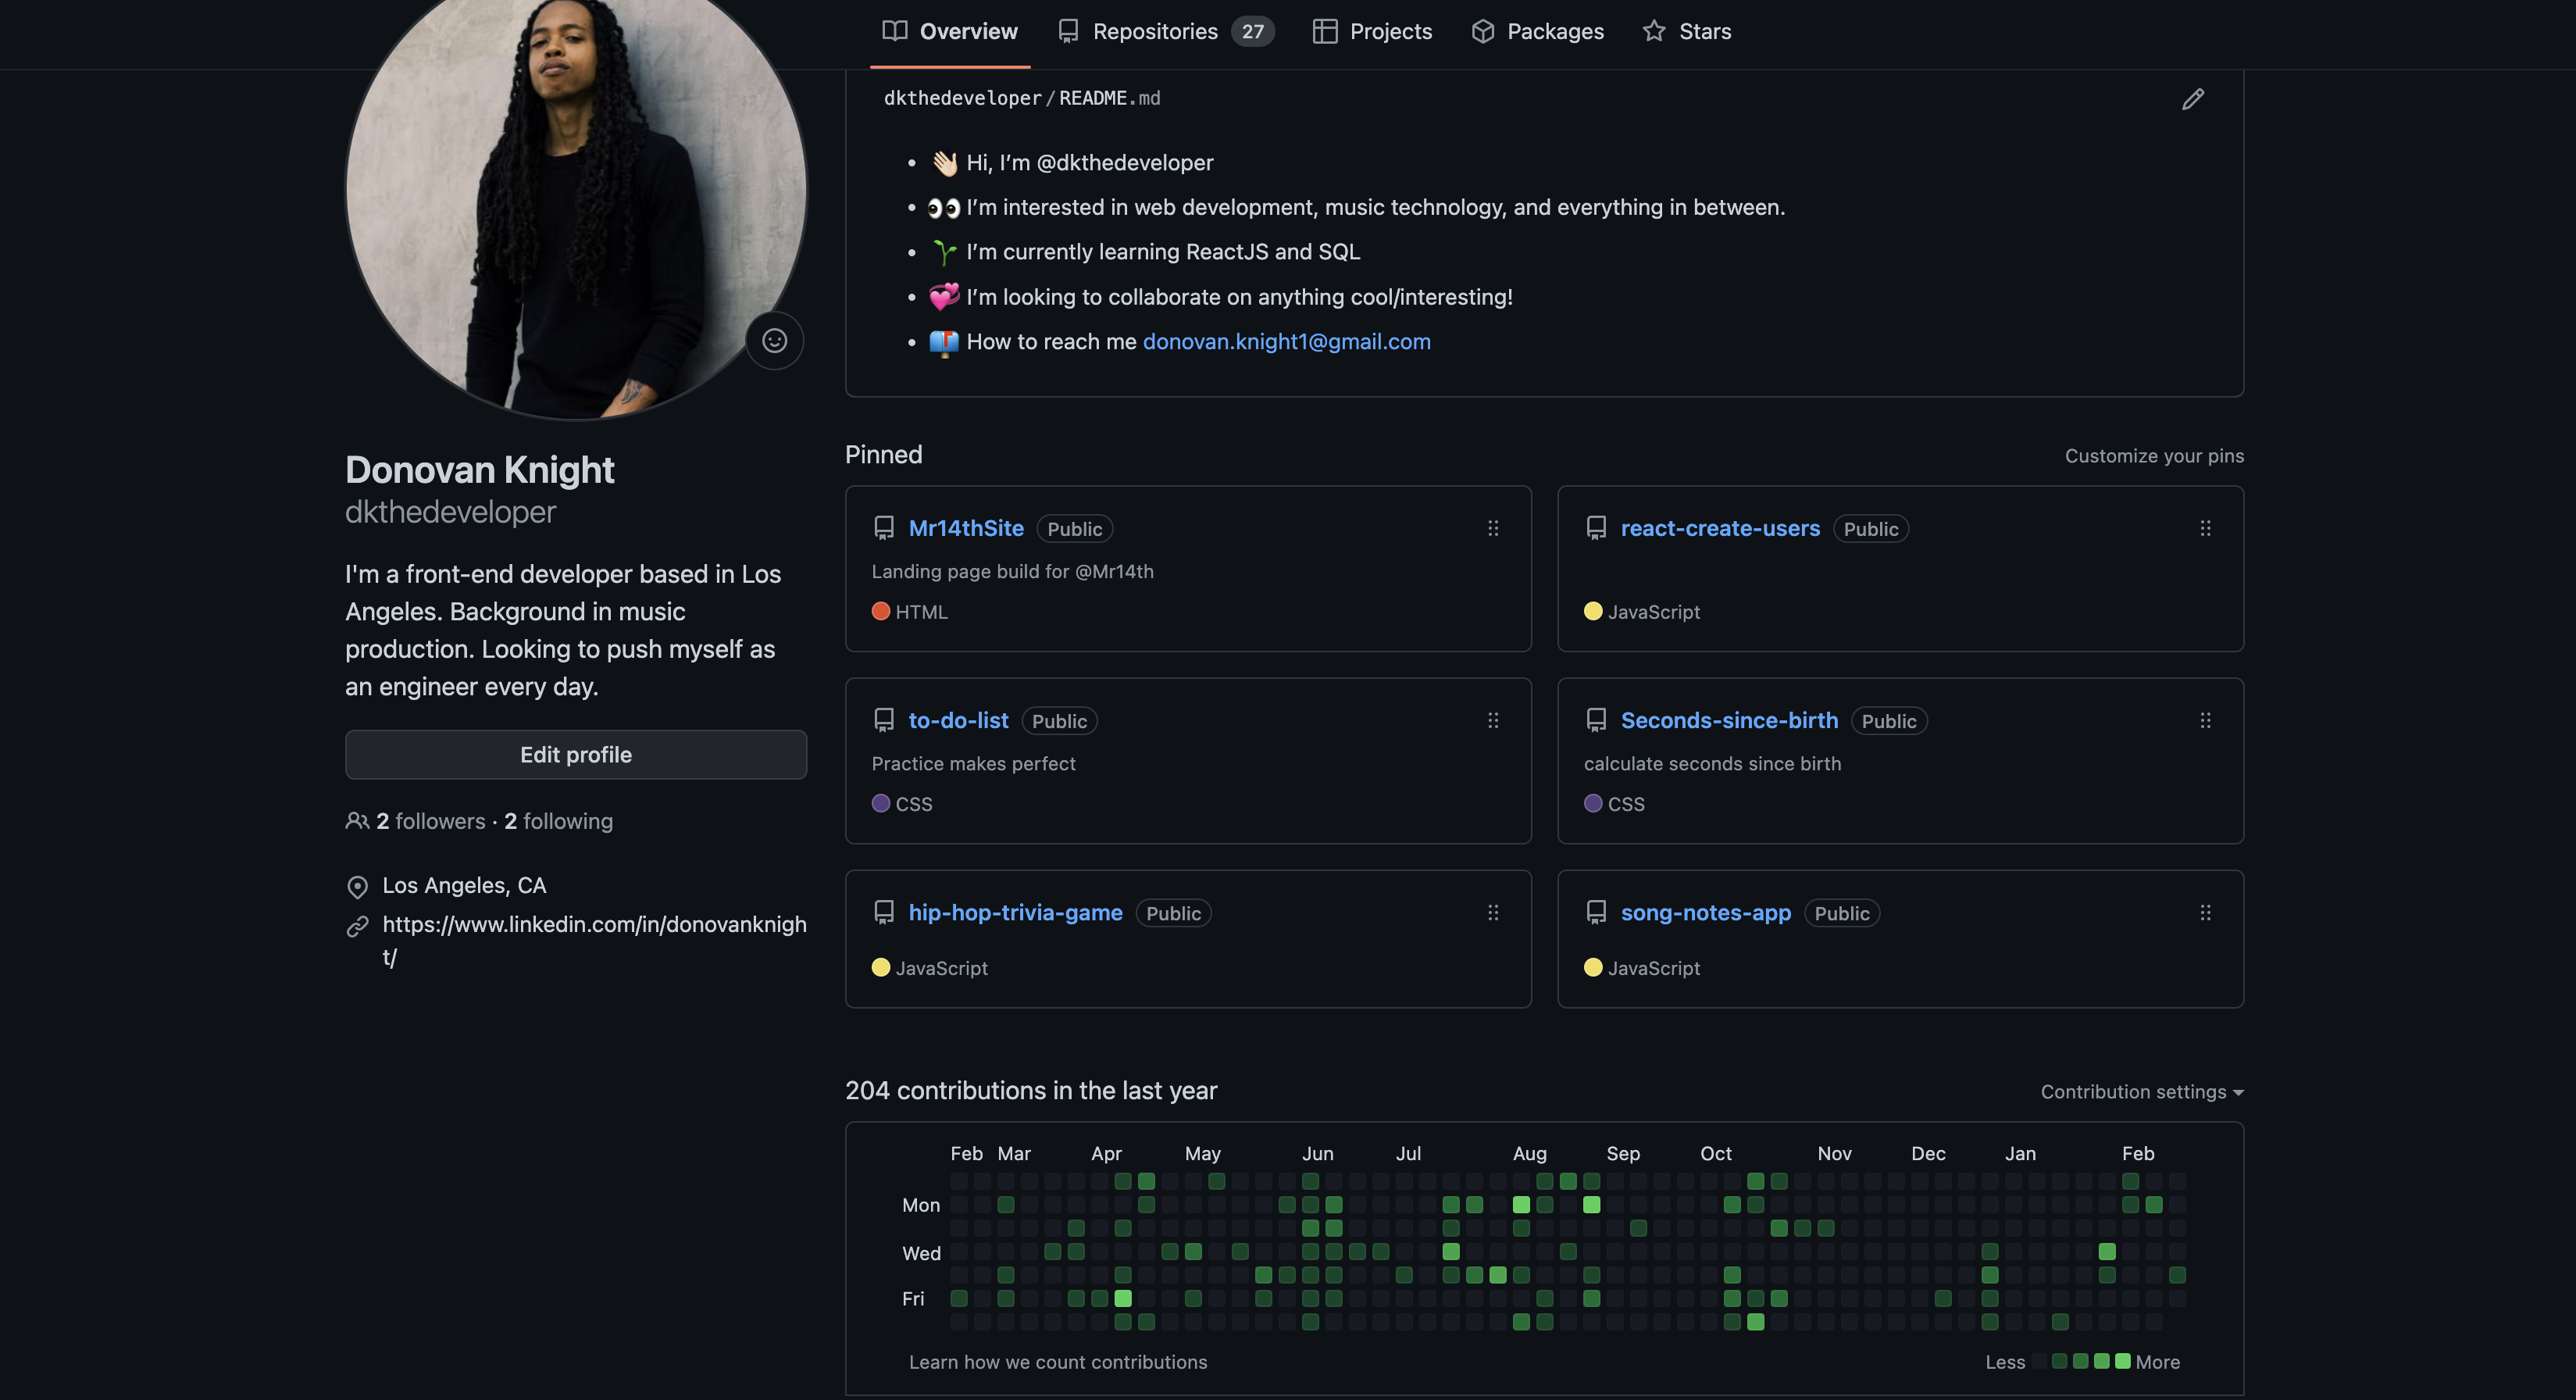 Overview
Repositories 27
Projects
Packages
Stars
dkthedeveloper/README.md
👋🏻 Hi, I’m @dkthedeveloper
👀 I’m interested in web development, music technology, and everything in between.
🌱 I’m currently learning ReactJS and SQL
💞️ I’m looking to collaborate on anything cool/interesting!
📫 How to reach me donovan.knight1@gmail.com
Donovan Knight
dkthedeveloper
I'm a front-end developer based in Los
Angeles. Background in music
production. Looking to push myself as
an engineer every day.
Edit profile
2 followers · 2 following
Los Angeles, CA
https://www.linkedin.com/in/donovanknigh
t/
Pinned
Customize your pins
Mr14thSite Public
Landing page build for @Mr14th
HTML
react-create-users Public
JavaScript
to-do-list Public
Practice makes perfect
CSS
Seconds-since-birth Public
calculate seconds since birth
CSS
hip-hop-trivia-game Public
JavaScript
song-notes-app Public
JavaScript
204 contributions in the last year
Contribution settings
Feb Mar Apr May Jun Jul Aug Sep Oct Nov Dec Jan Feb
Mon
Wed
Fri
Learn how we count contributions
Less More